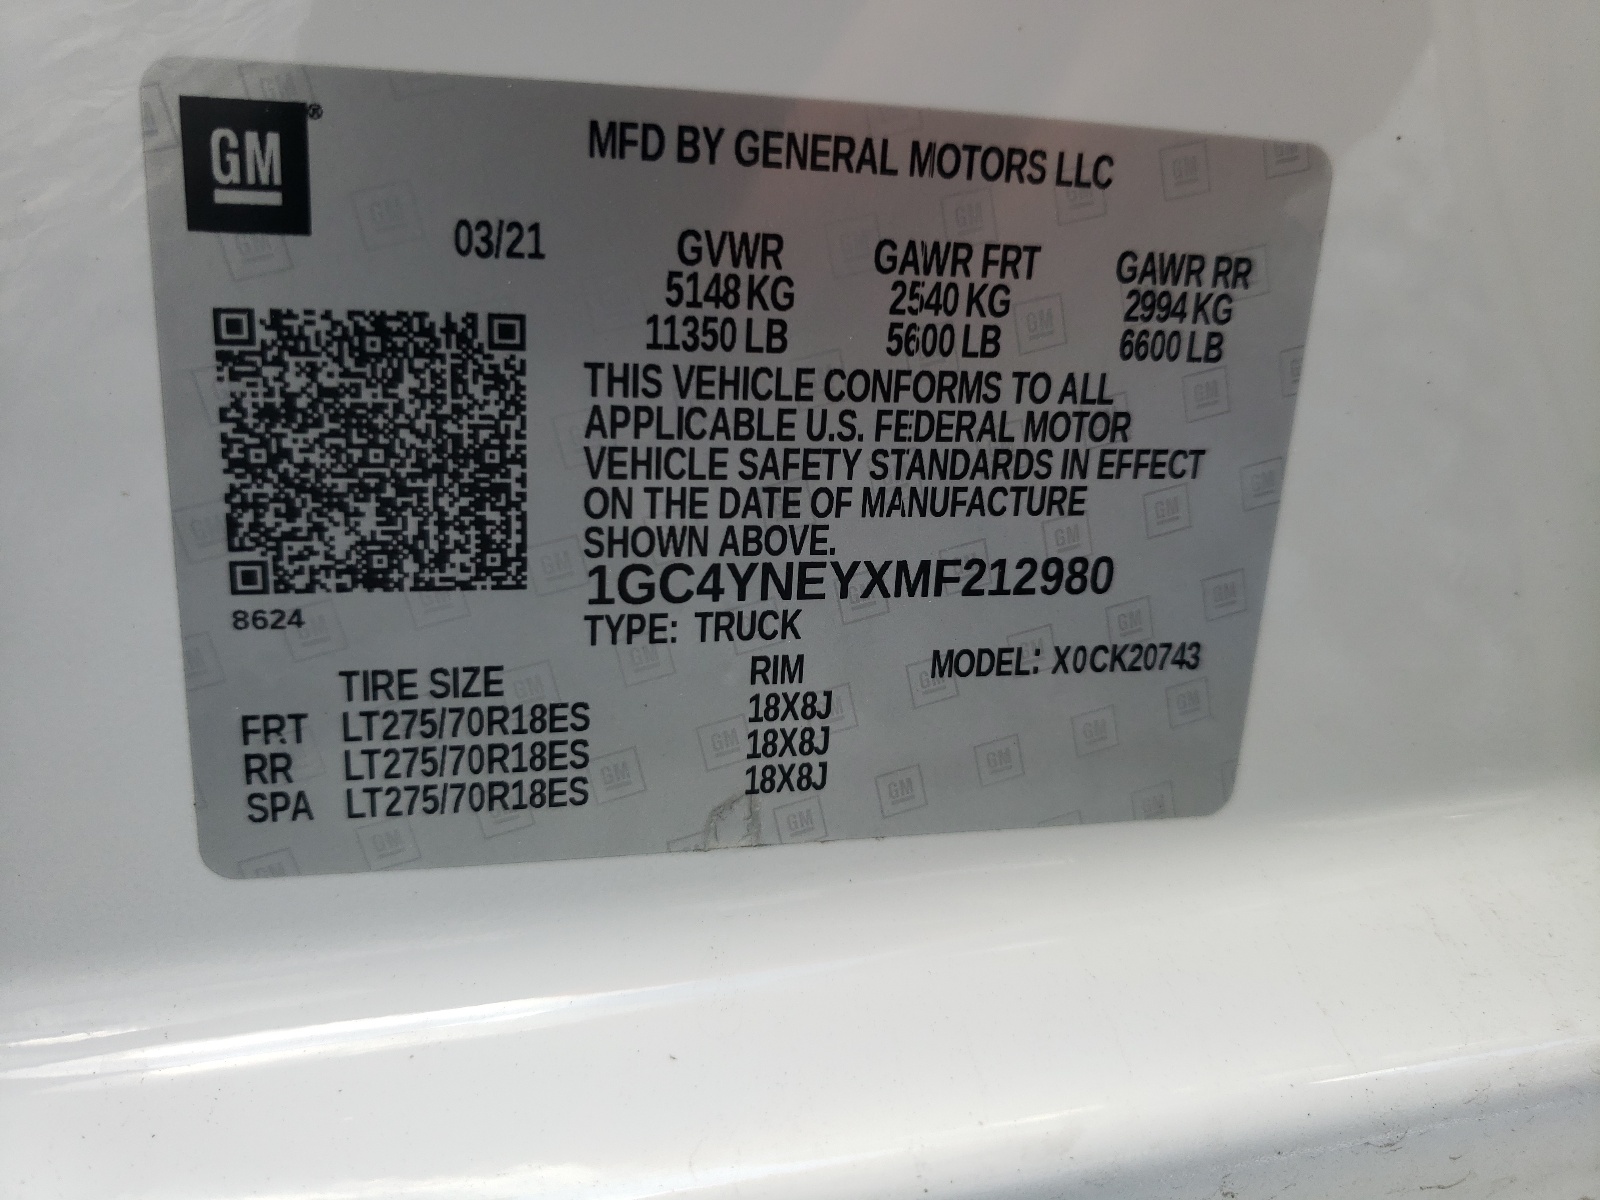 GM®
MFD BY GENERAL MOTORS LLC
03/21
GVWR GAWR FRT GAWR RR
5148 KG 2540 KG 2994 KG
11350 LB 5600 LB 6600 LB
THIS VEHICLE CONFORMS TO ALL
APPLICABLE U.S. FEDERAL MOTOR
VEHICLE SAFETY STANDARDS IN EFFECT
ON THE DATE OF MANUFACTURE
SHOWN ABOVE.
1GC4YNEYXMF212980
8624
TYPE: TRUCK
MODEL: X0CK20743
TIRE SIZE RIM
FRT LT275/70R18ES 18X8J
RR LT275/70R18ES 18X8J
SPA LT275/70R18ES 18X8J